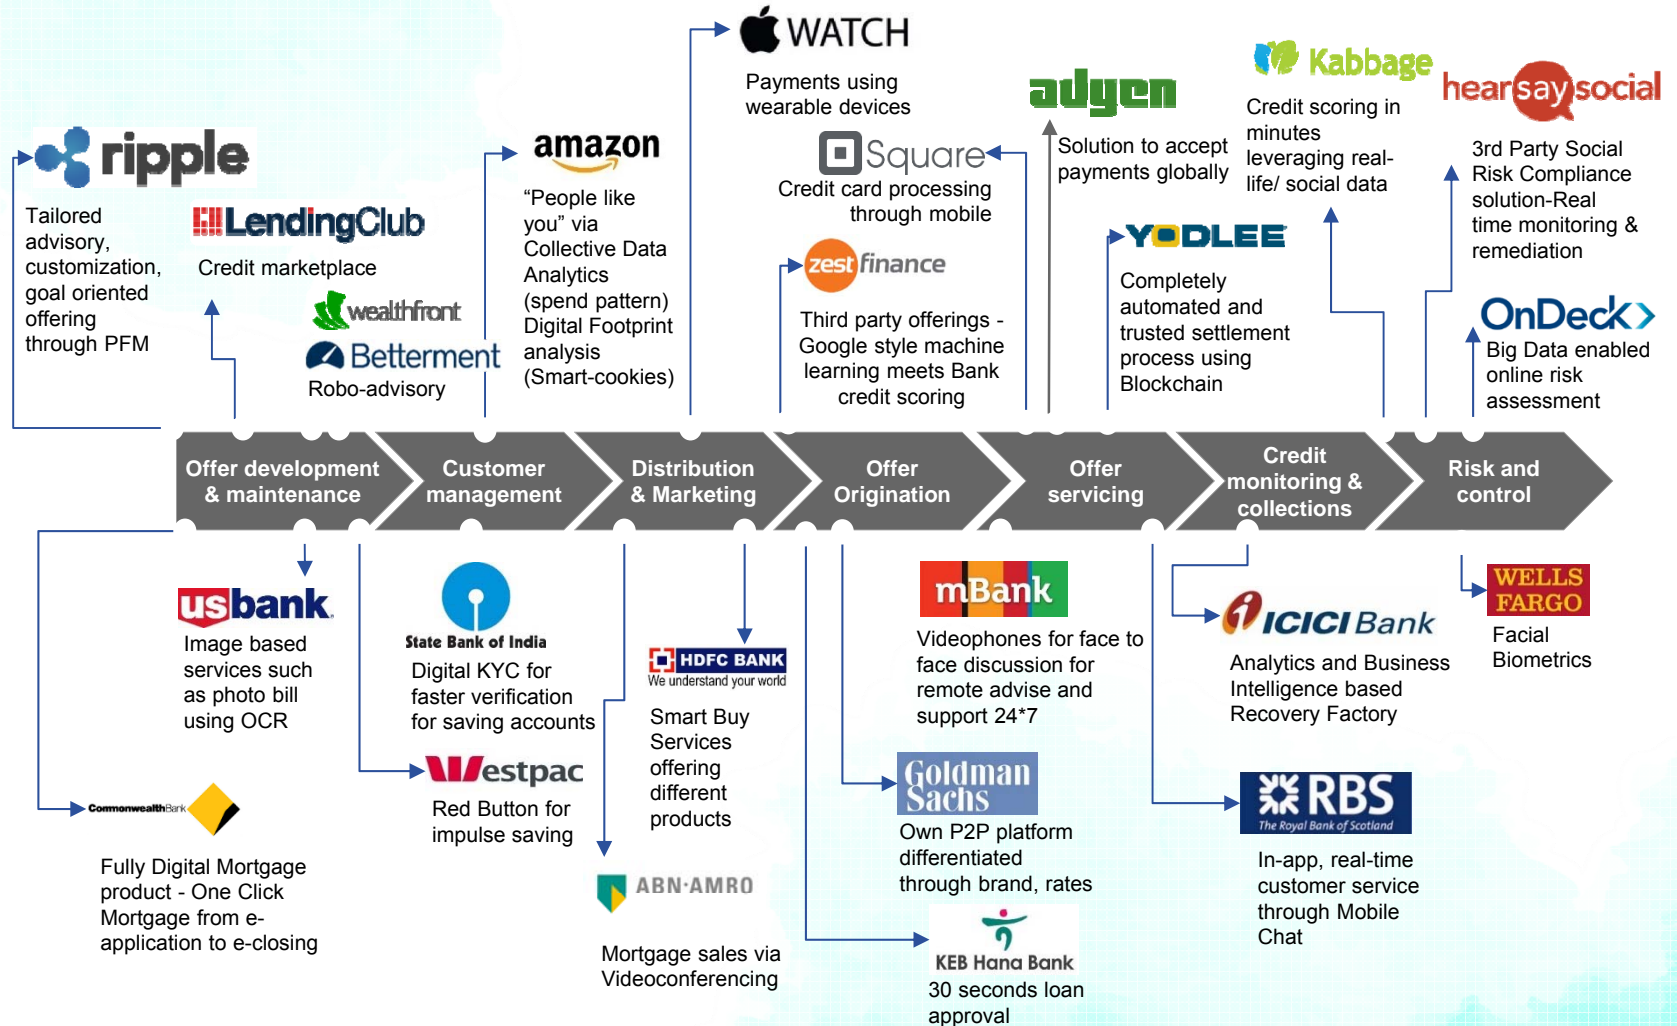 WATCH
Payments using
wearable devices
ripple
Tailored
advisory,
customization,
goal oriented
offering
through PFM
LendingClub
Credit marketplace
wealthfront
Betterment
Robo-advisory
amazon
“People like
you” via
Collective Data
Analytics
(spend pattern)
Digital Footprint
analysis
(Smart-cookies)
Square
Credit card processing
through mobile
zestfinance
Third party offerings -
Google style machine
learning meets Bank
credit scoring
adyen
Solution to accept
payments globally
YODLEE
Completely
automated and
trusted settlement
process using
Blockchain
Kabbage
Credit scoring in
minutes
leveraging real-
life/ social data
hearsaysocial
3rd Party Social
Risk Compliance
solution-Real
time monitoring &
remediation
OnDeck
Big Data enabled
online risk
assessment
Offer development
& maintenance
Customer
management
Distribution
& Marketing
Offer
Origination
Offer
servicing
Credit
monitoring &
collections
Risk and
control
usbank.
Image based
services such
as photo bill
using OCR
CommonwealthBank
Fully Digital Mortgage
product - One Click
Mortgage from e-
application to e-closing
State Bank of India
Digital KYC for
faster verification
for saving accounts
Westpac
Red Button for
impulse saving
HDFC BANK
We understand your world
Smart Buy
Services
offering
different
products
ABN·AMRO
Mortgage sales via
Videoconferencing
mBank
Videophones for face to
face discussion for
remote advise and
support 24*7
Goldman
Sachs
Own P2P platform
differentiated
through brand, rates
KEB Hana Bank
30 seconds loan
approval
ICICI Bank
Analytics and Business
Intelligence based
Recovery Factory
RBS
The Royal Bank of Scotland
In-app, real-time
customer service
through Mobile
Chat
WELLS
FARGO
Facial
Biometrics